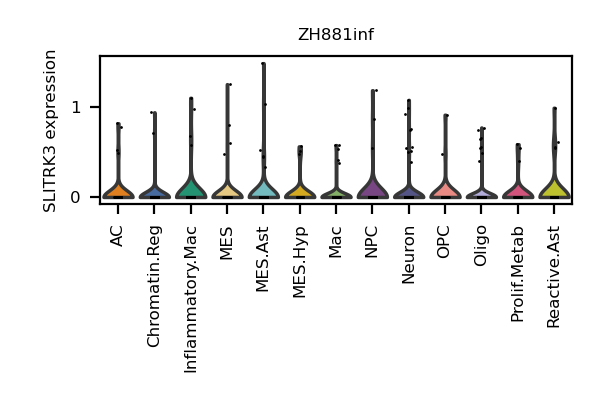 ZH881inf
SLITRK3 expression
1
0
AC
Chromatin.Reg
Inflammatory.Mac
MES
MES.Ast
MES.Hyp
Mac
NPC
Neuron
OPC
Oligo
Prolif.Metab
Reactive.Ast